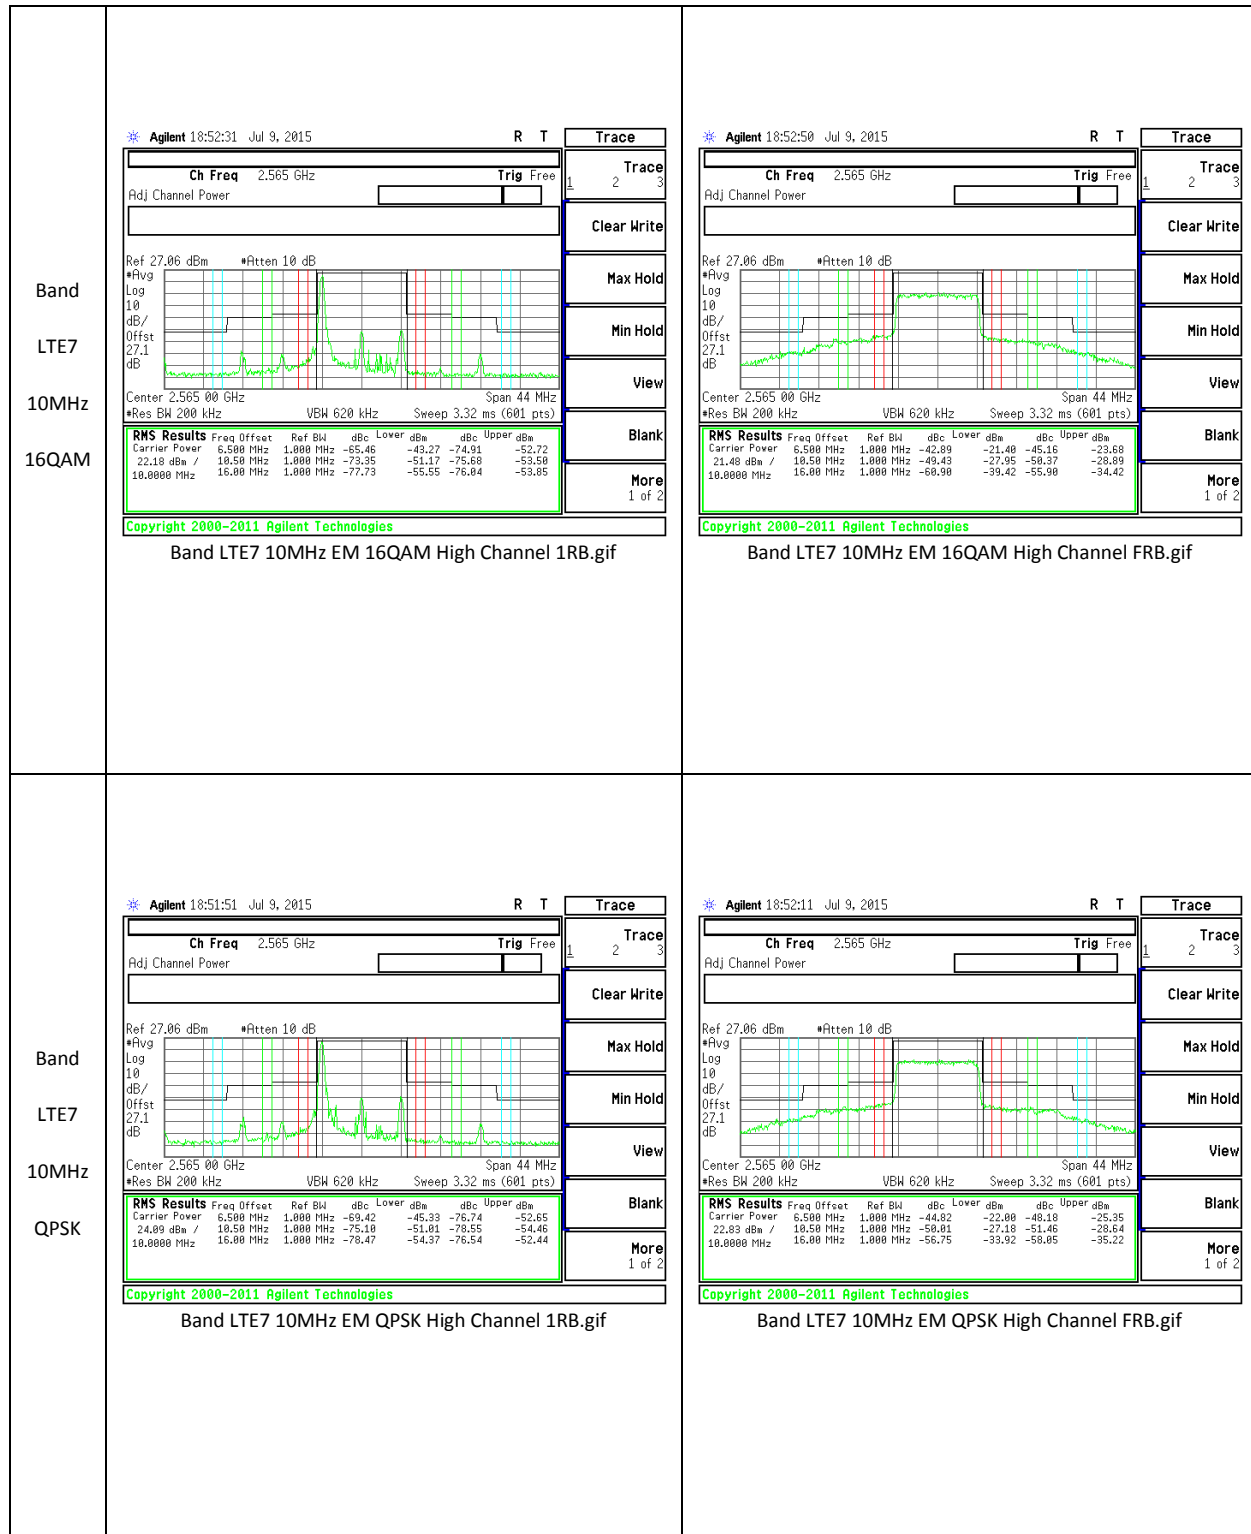 Band
LTE7
10MHz
16QAM
Agilent 18:52:31 Jul 9, 2015 R T
Trace
Ch Freq 2.565 GHz Trig Free
Adj Channel Power
Trace
1 2 3
Clear Write
Max Hold
Min Hold
View
Blank
More
1 of 2
Ref 27.06 dBm #Atten 10 dB
#Avg
Log
10
dB/
Offst
27.1
dB
Center 2.565 00 GHz Span 44 MHz
#Res BW 200 kHz VBW 620 kHz Sweep 3.32 ms (601 pts)
RMS Results Freq Offset Ref BW dBc Lower dBm dBc Upper dBm
Carrier Power 6.500 MHz 1.000 MHz -65.46 -43.27 -74.91 -52.72
22.18 dBm / 10.50 MHz 1.000 MHz -73.35 -51.17 -75.68 -53.50
10.0000 MHz 16.00 MHz 1.000 MHz -77.73 -55.55 -76.04 -53.85
Copyright 2000-2011 Agilent Technologies
Band LTE7 10MHz EM 16QAM High Channel 1RB.gif
Agilent 18:52:50 Jul 9, 2015 R T
Trace
Ch Freq 2.565 GHz Trig Free
Adj Channel Power
Trace
1 2 3
Clear Write
Max Hold
Min Hold
View
Blank
More
1 of 2
Ref 27.06 dBm #Atten 10 dB
#Avg
Log
10
dB/
Offst
27.1
dB
Center 2.565 00 GHz Span 44 MHz
#Res BW 200 kHz VBW 620 kHz Sweep 3.32 ms (601 pts)
RMS Results Freq Offset Ref BW dBc Lower dBm dBc Upper dBm
Carrier Power 6.500 MHz 1.000 MHz -42.89 -21.40 -45.16 -23.68
21.48 dBm / 10.50 MHz 1.000 MHz -49.43 -27.95 -50.37 -28.89
10.0000 MHz 16.00 MHz 1.000 MHz -60.90 -39.42 -55.90 -34.42
Copyright 2000-2011 Agilent Technologies
Band LTE7 10MHz EM 16QAM High Channel FRB.gif
Band
LTE7
10MHz
QPSK
Agilent 18:51:51 Jul 9, 2015 R T
Trace
Ch Freq 2.565 GHz Trig Free
Adj Channel Power
Trace
1 2 3
Clear Write
Max Hold
Min Hold
View
Blank
More
1 of 2
Ref 27.06 dBm #Atten 10 dB
#Avg
Log
10
dB/
Offst
27.1
dB
Center 2.565 00 GHz Span 44 MHz
#Res BW 200 kHz VBW 620 kHz Sweep 3.32 ms (601 pts)
RMS Results Freq Offset Ref BW dBc Lower dBm dBc Upper dBm
Carrier Power 6.500 MHz 1.000 MHz -69.42 -45.33 -76.74 -52.65
24.09 dBm / 10.50 MHz 1.000 MHz -75.10 -51.01 -78.55 -54.46
10.0000 MHz 16.00 MHz 1.000 MHz -78.47 -54.37 -76.54 -52.44
Copyright 2000-2011 Agilent Technologies
Band LTE7 10MHz EM QPSK High Channel 1RB.gif
Agilent 18:52:11 Jul 9, 2015 R T
Trace
Ch Freq 2.565 GHz Trig Free
Adj Channel Power
Trace
1 2 3
Clear Write
Max Hold
Min Hold
View
Blank
More
1 of 2
Ref 27.06 dBm #Atten 10 dB
#Avg
Log
10
dB/
Offst
27.1
dB
Center 2.565 00 GHz Span 44 MHz
#Res BW 200 kHz VBW 620 kHz Sweep 3.32 ms (601 pts)
RMS Results Freq Offset Ref BW dBc Lower dBm dBc Upper dBm
Carrier Power 6.500 MHz 1.000 MHz -44.82 -22.00 -48.18 -25.35
22.83 dBm / 10.50 MHz 1.000 MHz -50.01 -27.18 -51.46 -28.64
10.0000 MHz 16.00 MHz 1.000 MHz -56.75 -33.92 -58.05 -35.22
Copyright 2000-2011 Agilent Technologies
Band LTE7 10MHz EM QPSK High Channel FRB.gif